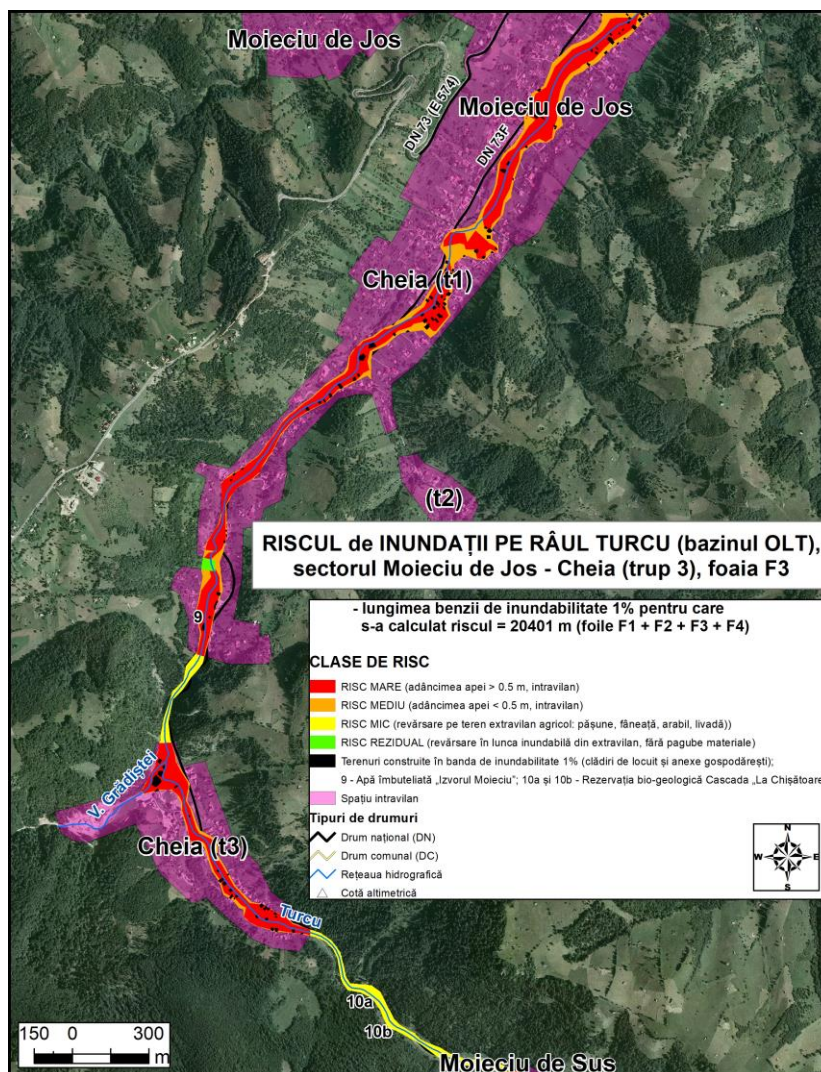 Moieciu de Jos
DN 73 (E 574)
Moieciu de Jos
DN 73F
Cheia (t1)
(t2)
RISCUL de INUNDAȚII PE RÂUL TURCU (bazinul OLT),
sectorul Moieciu de Jos - Cheia (trup 3), foaia F3
- lungimea benzii de inundabilitate 1% pentru care
s-a calculat riscul = 20401 m (foile F1 + F2 + F3 + F4)
CLASE DE RISC
RISC MARE (adâncimea apei > 0.5 m, intravilan)
RISC MEDIU (adâncimea apei < 0.5 m, intravilan)
RISC MIC (revărsare pe teren extravilan agricol: pășune, fâneață, arabil, livadă))
RISC REZIDUAL (revărsare în lunca inundabilă din extravilan, fără pagube materiale)
Terenuri construite în banda de inundabilitate 1% (clădiri de locuit și anexe gospodărești);
9 - Apă îmbuteliată „Izvorul Moieciu"; 10a și 10b - Rezervația bio-geologică Cascada „La Chișătoare
Spațiu intravilan
Tipuri de drumuri
Drum național (DN)
Drum comunal (DC)
Rețeaua hidrografică
Cotă altimetrică
N
W E
S
9
V. Grădiștei
Cheia (t3)
Turcu
10a
10b
Moieciu de Sus
150 0 300
m